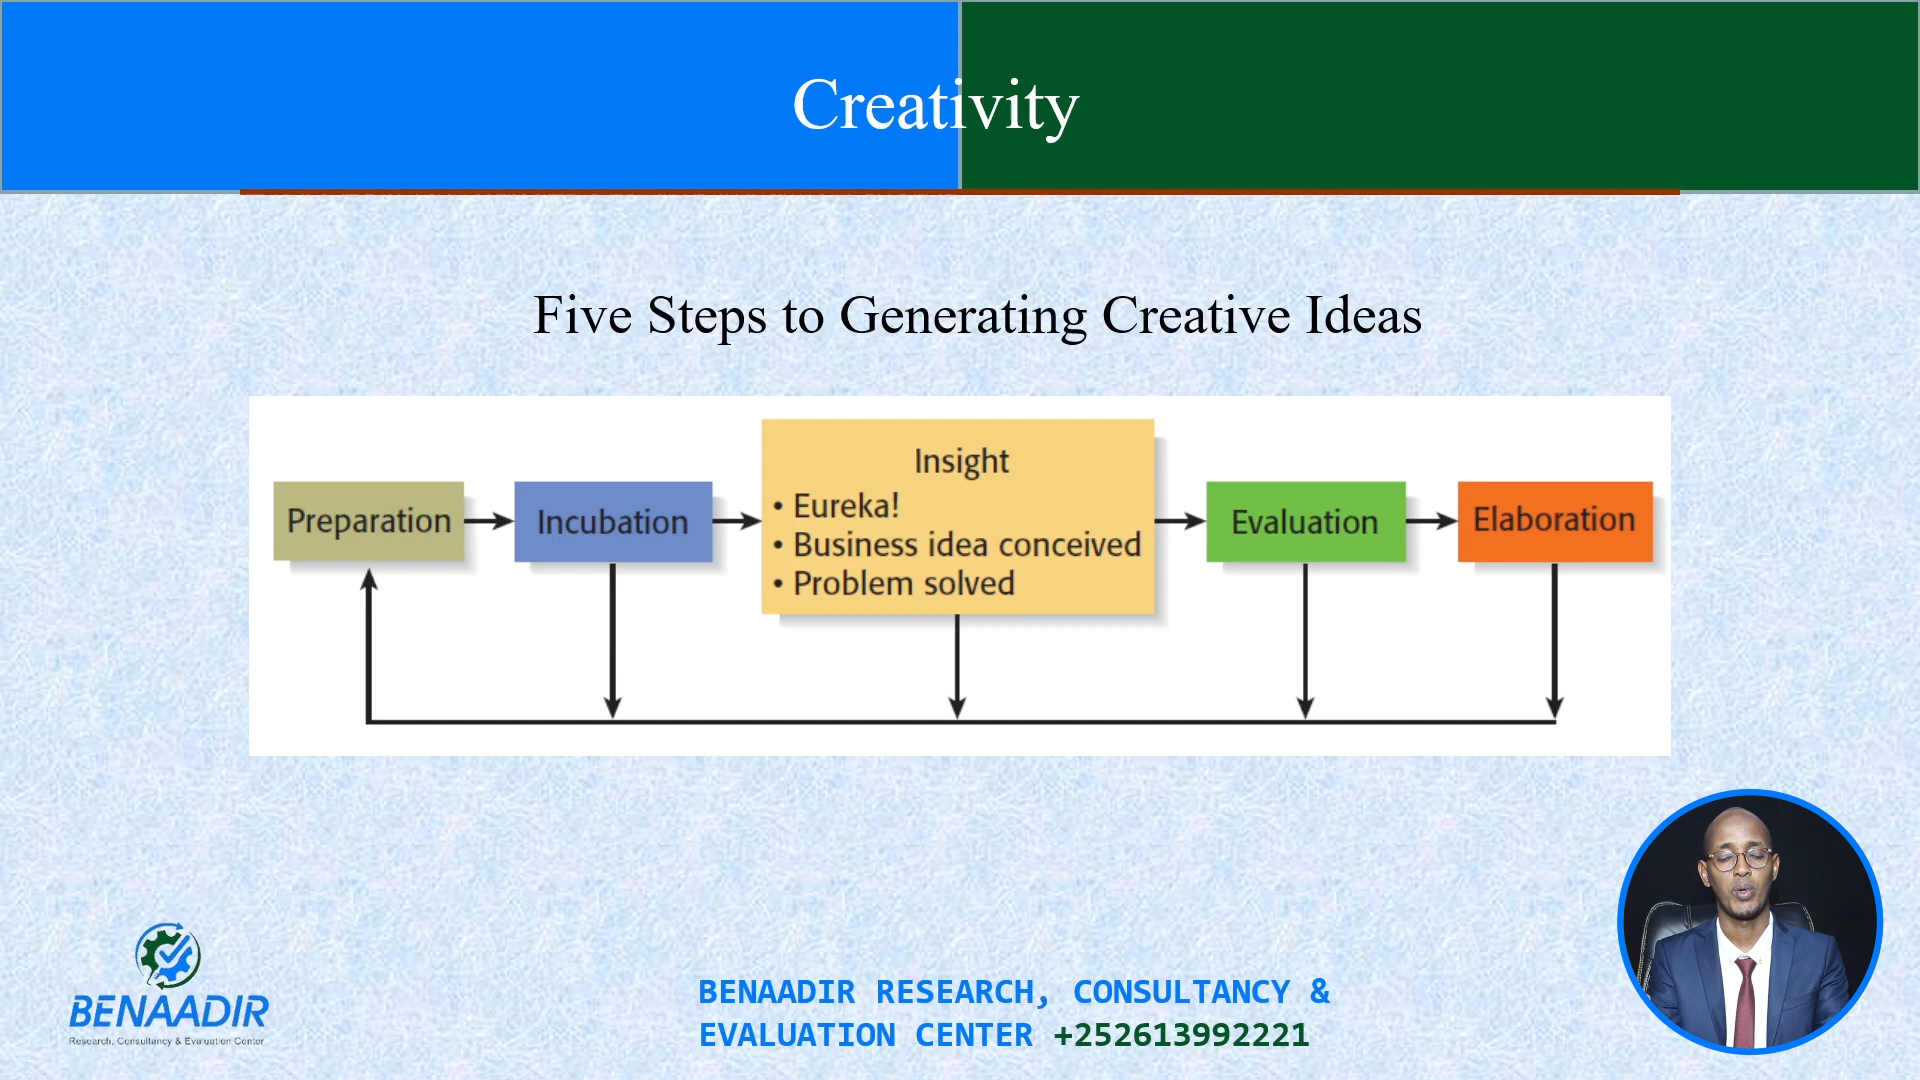 Creativity
Five Steps to Generating Creative Ideas
Preparation
Incubation
Insight
• Eureka!
• Business idea conceived
• Problem solved
Evaluation
Elaboration
BENAADIR
Research, Consultancy & Evaluation Center
BENAADIR RESEARCH, CONSULTANCY &
EVALUATION CENTER +252613992221